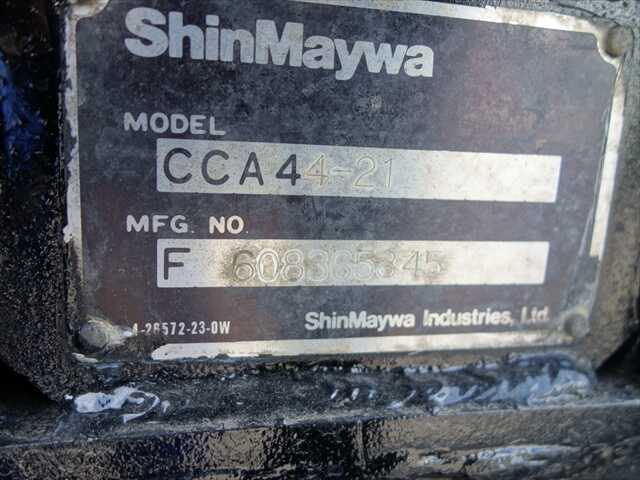 ShinMaywa
MODEL
CCA44-21
MFG. NO.
F 608365345
4-26572-23-0W
ShinMaywa Industries, Ltd.